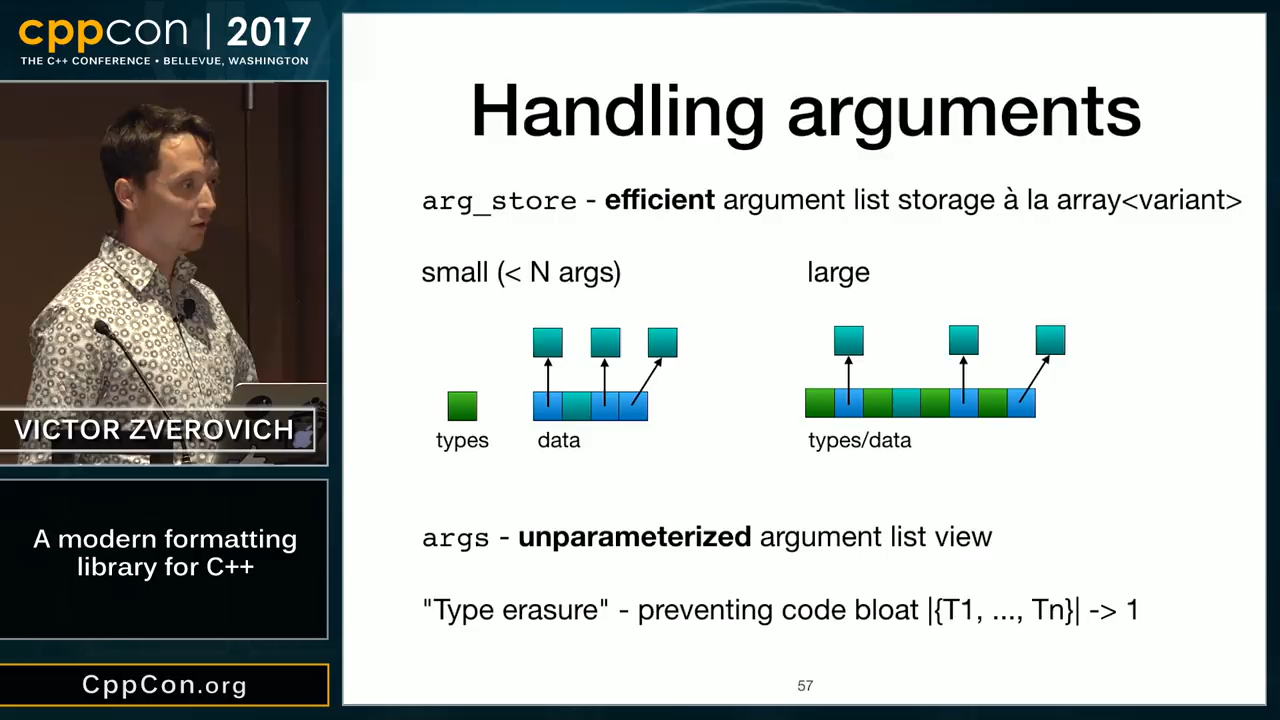 cppcon | 2017
THE C++ CONFERENCE • BELLEVUE, WASHINGTON
VICTOR ZVEROVICH
A modern formatting
library for C++
CppCon.org
Handling arguments
arg_store - efficient argument list storage à la array<variant>
small (< N args)
large
types
data
types/data
args - unparameterized argument list view
"Type erasure" - preventing code bloat |{T1, ..., Tn}| -> 1
57